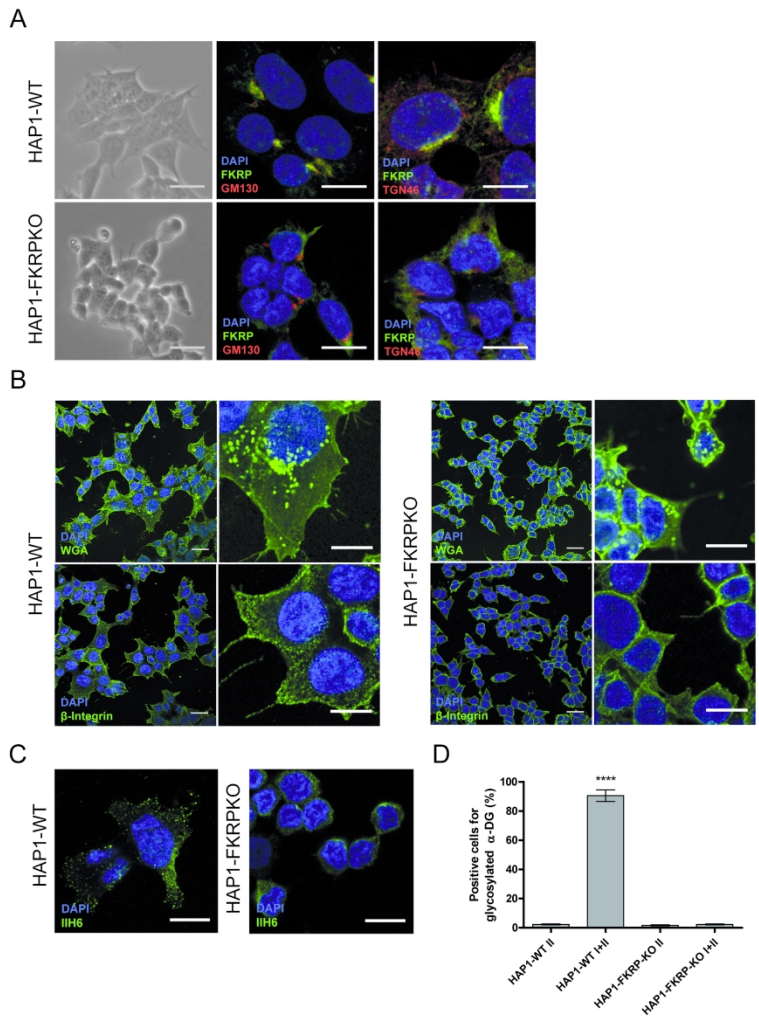 A
HAP1-WT
DAPI
FKRP
GM130
DAPI
FKRP
TGN46
HAP1-FKRPKO
DAPI
FKRP
GM130
DAPI
FKRP
TGN46
B
HAP1-WT
DAPI
WGA
DAPI
β-Integrin
HAP1-FKRPKO
DAPI
WGA
DAPI
β-Integrin
C
HAP1-WT
DAPI
IIH6
HAP1-FKRPKO
DAPI
IIH6
D
Positive cells for
glycosylated α-DG (%)
100
80
60
40
20
0
****
HAP1-WT II
HAP1-WT I+II
HAP1-FKRP-KO II
HAP1-FKRP-KO I+II